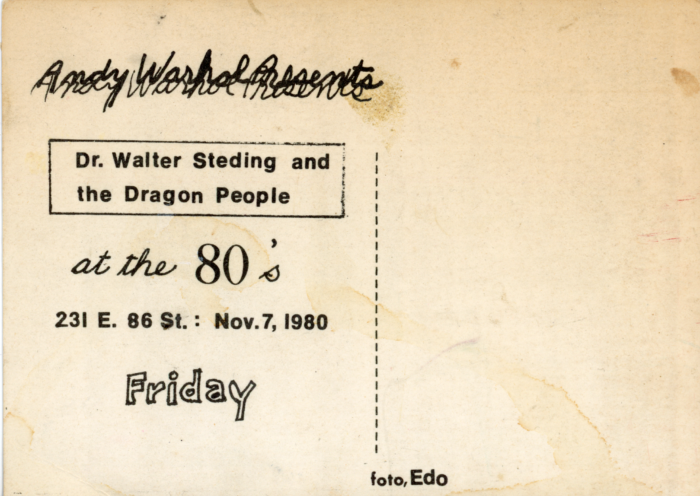 Andy Warhol Presents
Dr. Walter Steding and
the Dragon People
at the 80's
231 E. 86 St.: Nov. 7, 1980
Friday
foto, Edo